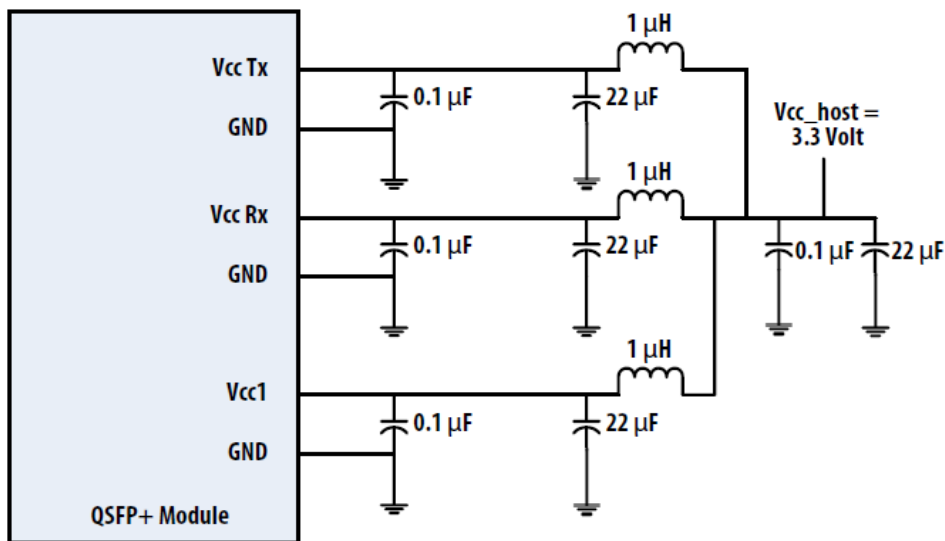 1 µH
Vcc Tx
0.1 µF
22 µF
GND
Vcc_host =
3.3 Volt
1 µH
Vcc Rx
0.1 µF
22 µF
0.1 µF
22 µF
GND
1 µH
Vcc1
0.1 µF
22 µF
GND
QSFP+ Module